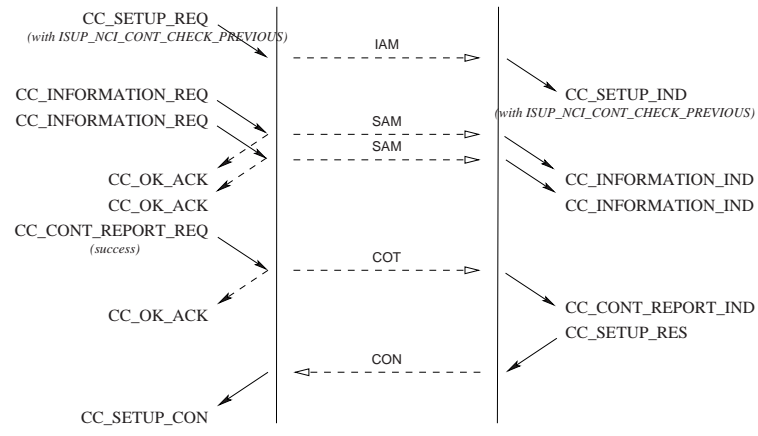 CC_SETUP_REQ
(with ISUP_NCI_CONT_CHECK_PREVIOUS)
IAM
CC_SETUP_IND
(with ISUP_NCI_CONT_CHECK_PREVIOUS)
CC_INFORMATION_REQ
CC_INFORMATION_REQ
SAM
SAM
CC_OK_ACK
CC_INFORMATION_IND
CC_OK_ACK
CC_INFORMATION_IND
CC_CONT_REPORT_REQ
(success)
COT
CC_OK_ACK
CC_CONT_REPORT_IND
CC_SETUP_RES
CON
CC_SETUP_CON